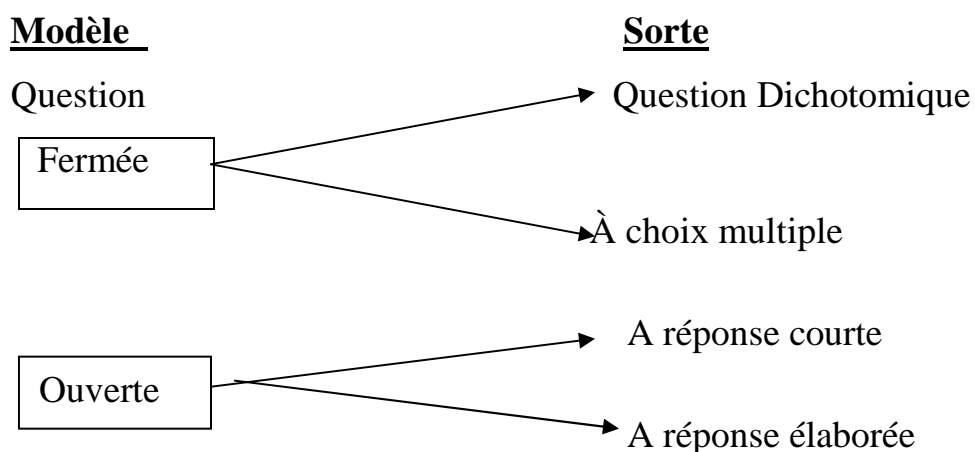 Modèle Sorte
Question Question Dichotomique
Fermée
À choix multiple
A réponse courte
Ouverte
A réponse élaborée